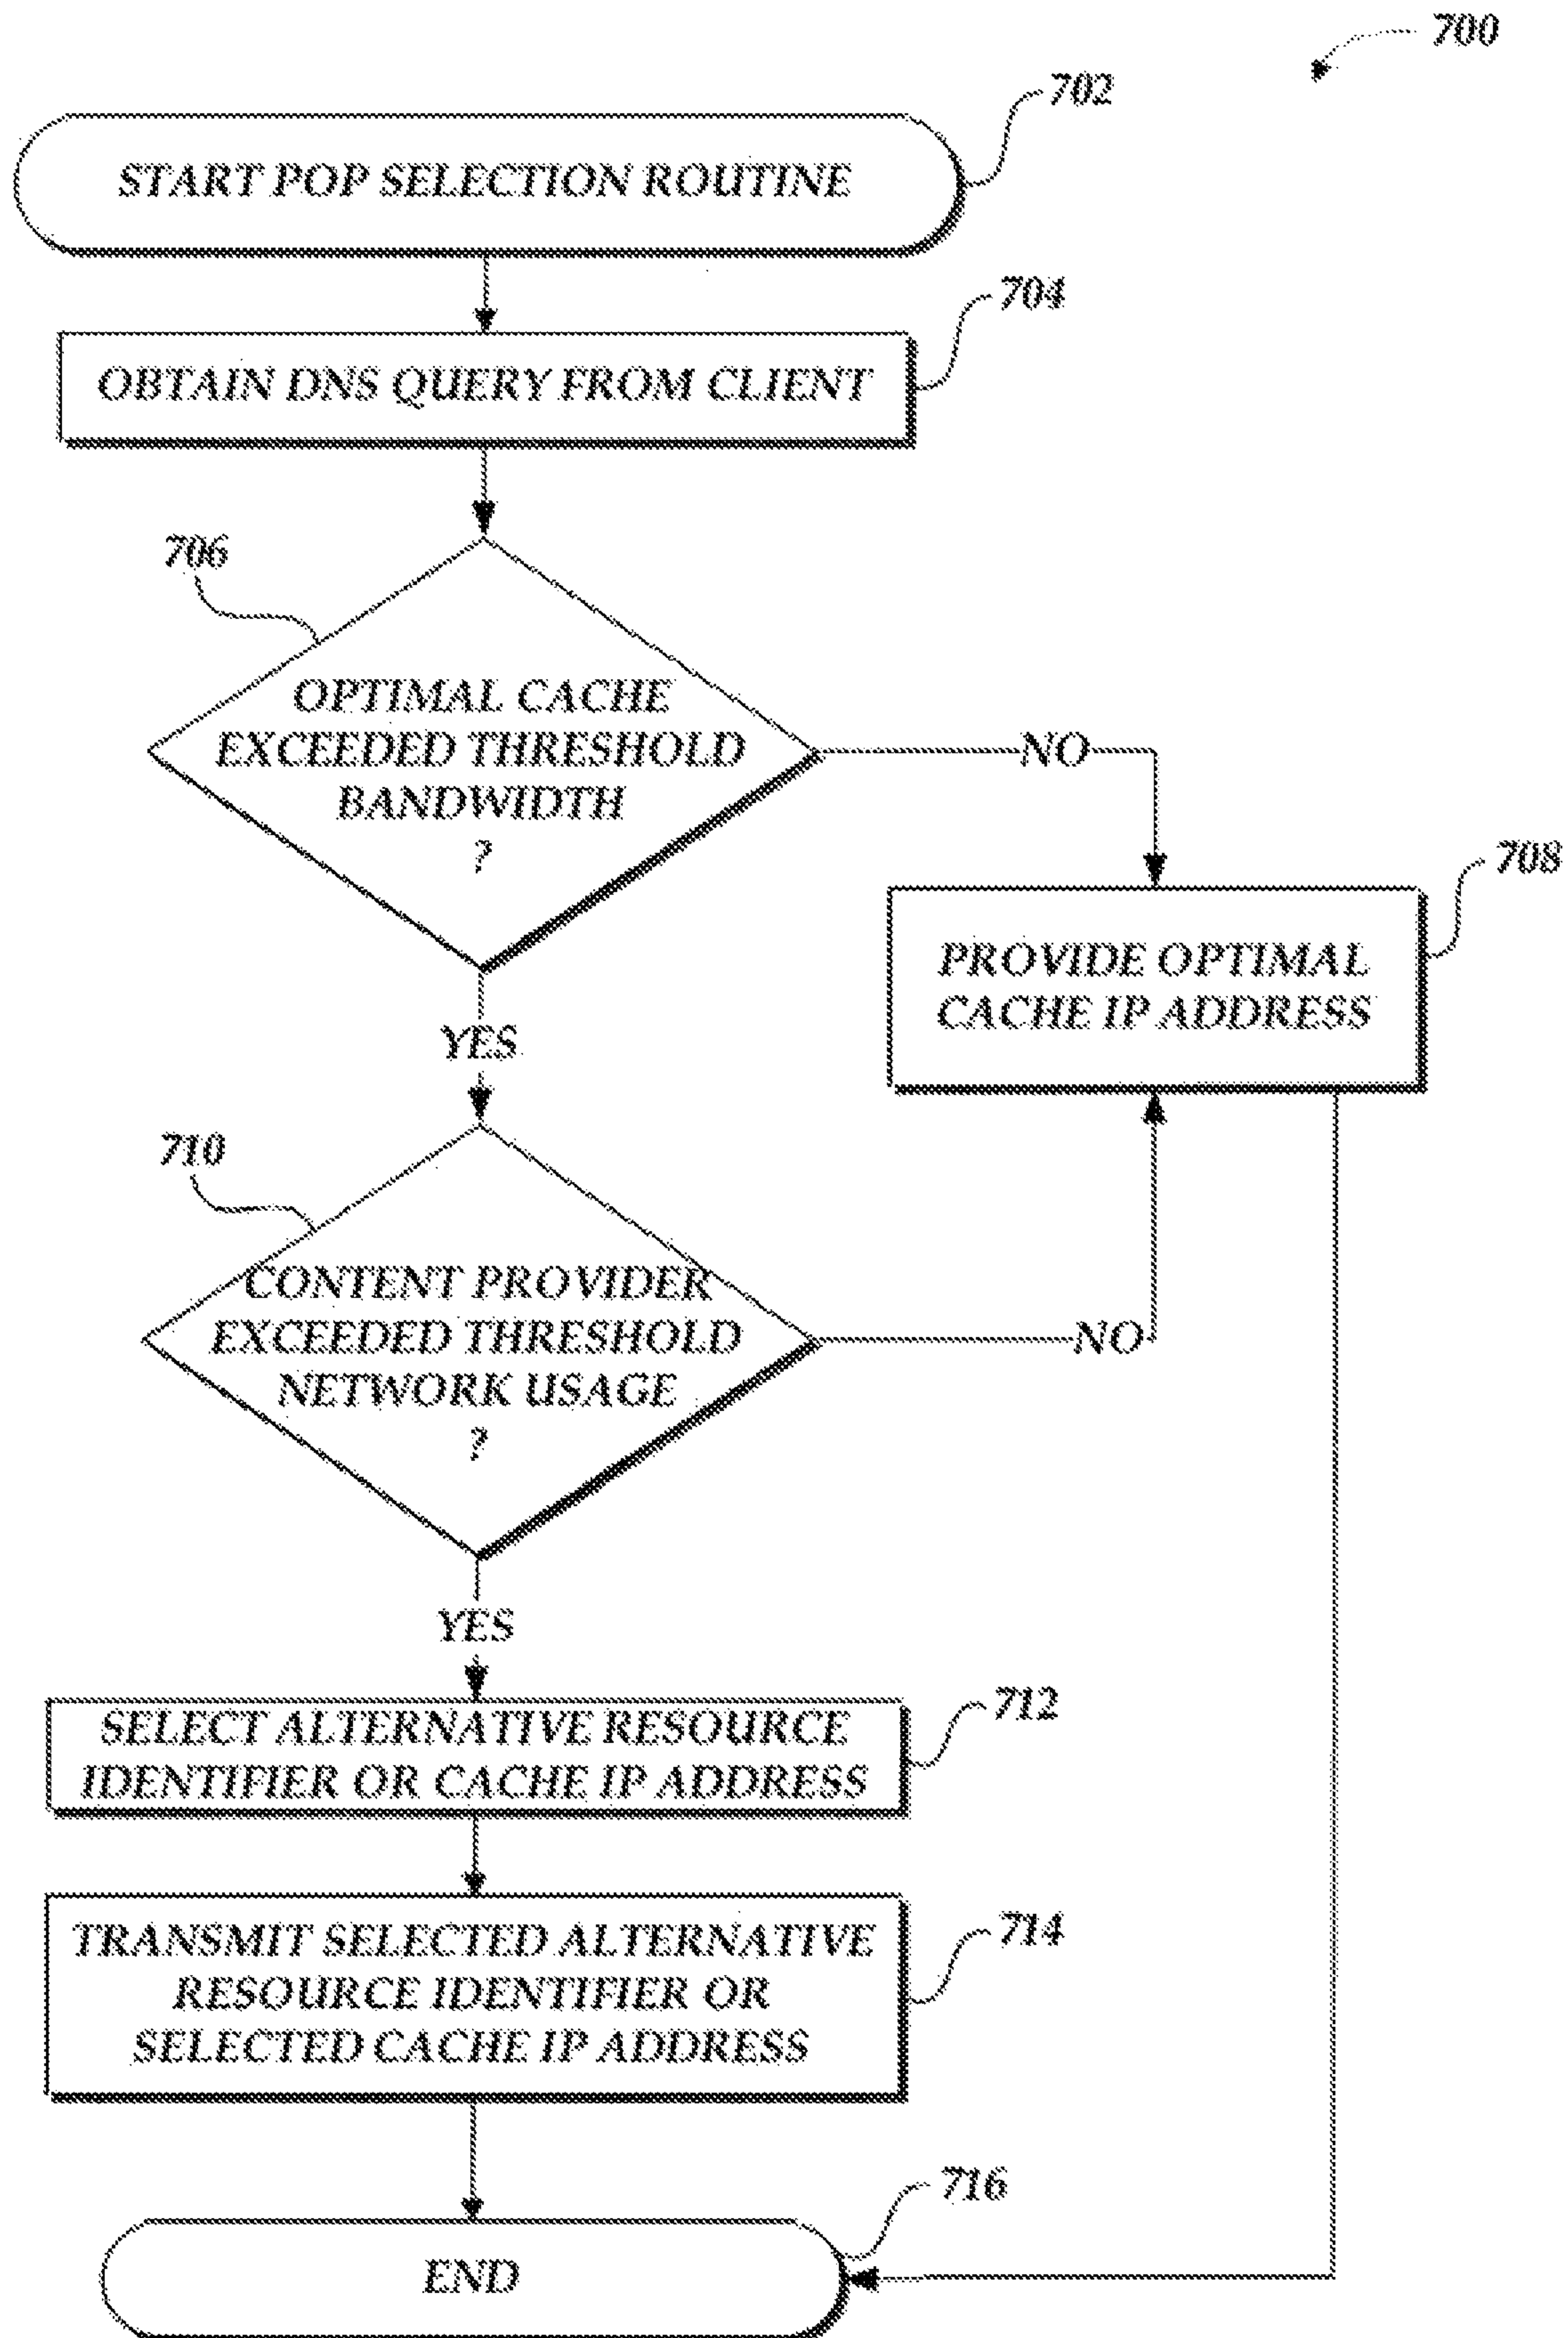 700
702
START POP SELECTION ROUTINE
704
OBTAIN DNS QUERY FROM CLIENT
706
OPTIMAL CACHE
EXCEEDED THRESHOLD
BANDWIDTH
?
NO
708
PROVIDE OPTIMAL
CACHE IP ADDRESS
YES
710
CONTENT PROVIDER
EXCEEDED THRESHOLD
NETWORK USAGE
?
NO
YES
712
SELECT ALTERNATIVE RESOURCE
IDENTIFIER OR CACHE IP ADDRESS
714
TRANSMIT SELECTED ALTERNATIVE
RESOURCE IDENTIFIER OR
SELECTED CACHE IP ADDRESS
716
END